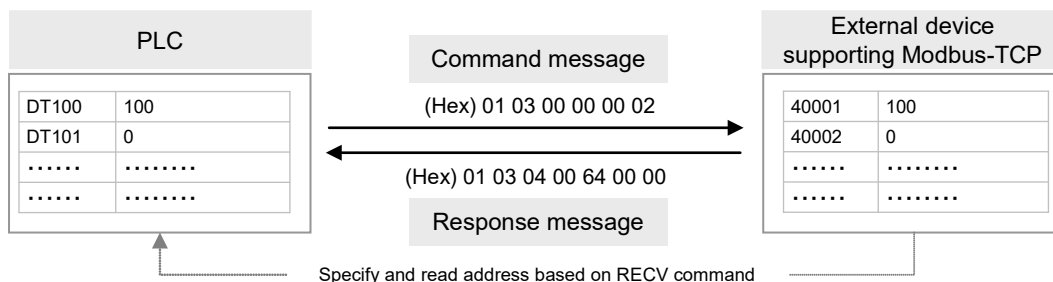 PLC
External device
supporting Modbus-TCP
Command message
(Hex) 01 03 00 00 00 02
DT100 100
DT101 0
...... ........
...... ........
40001 100
40002 0
...... ........
...... ........
(Hex) 01 03 04 00 64 00 00
Response message
Specify and read address based on RECV command